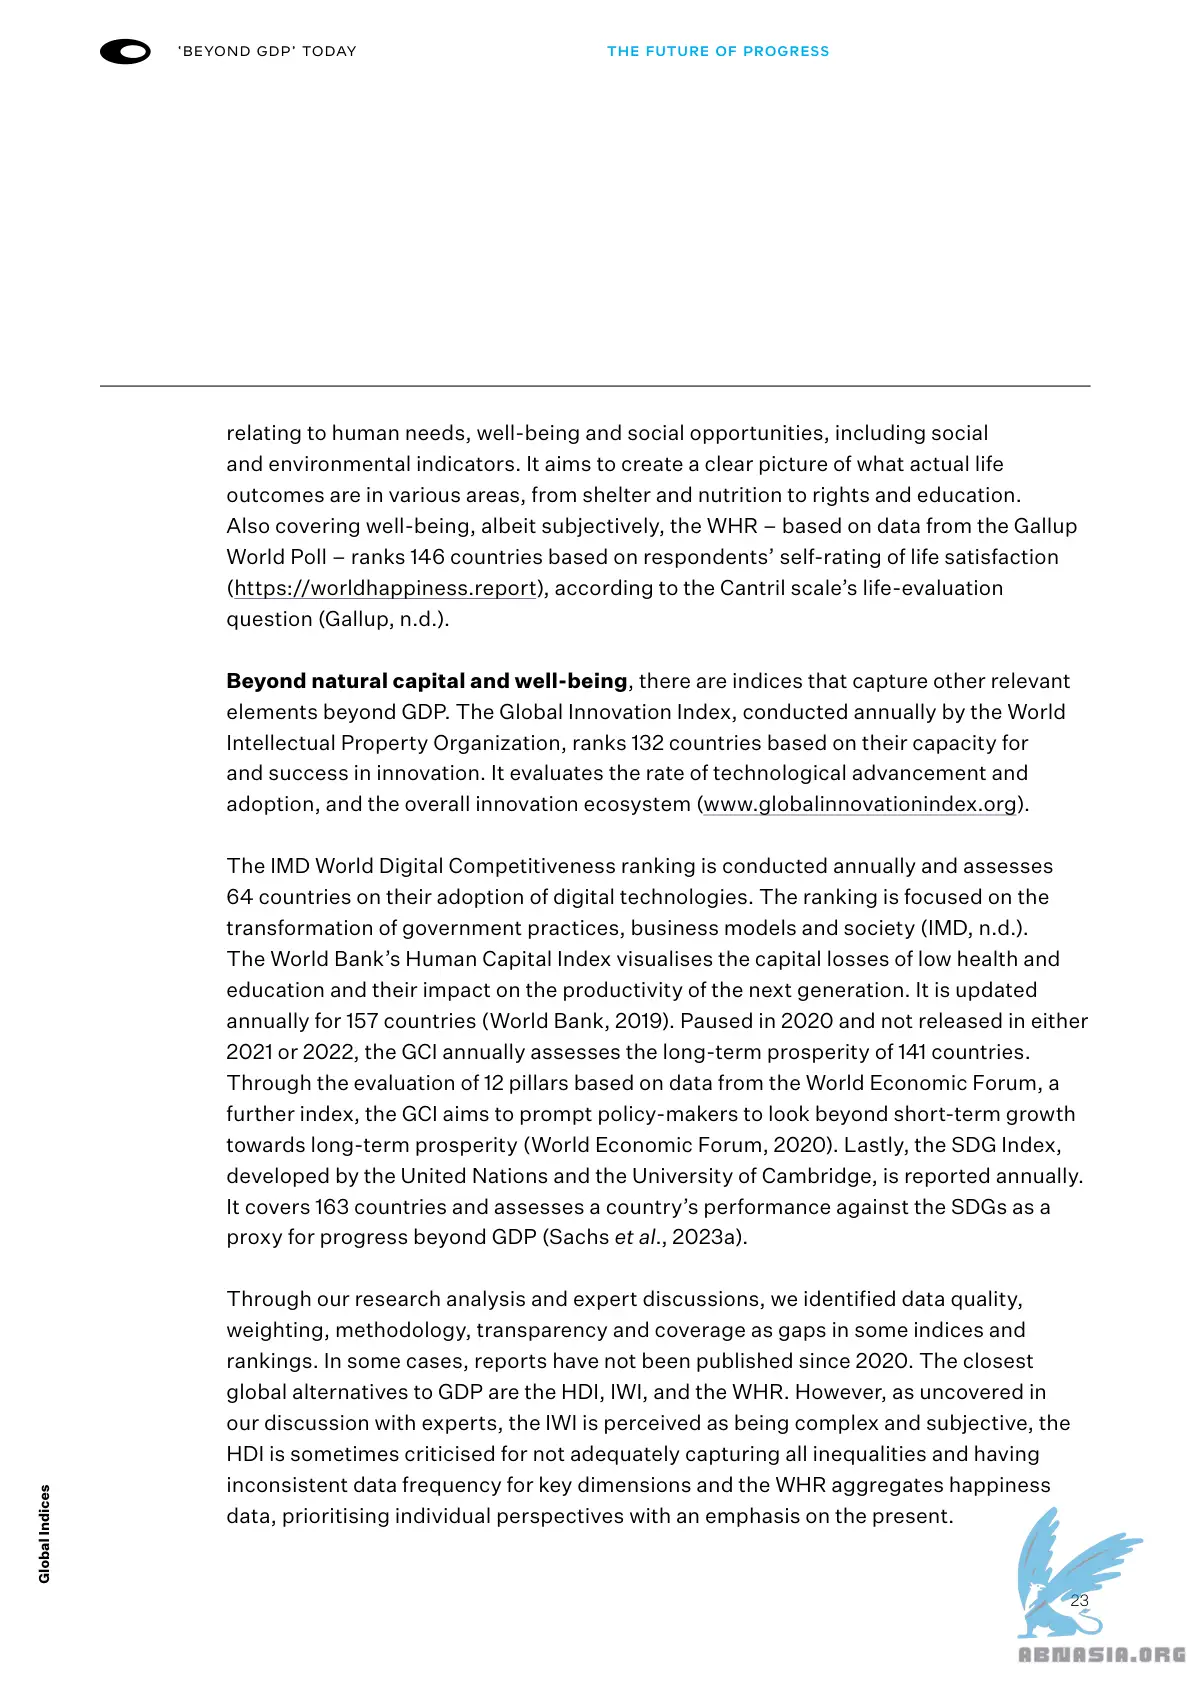 'BEYOND GDP' TODAY
THE FUTURE OF PROGRESS
relating to human needs, well-being and social opportunities, including social
and environmental indicators. It aims to create a clear picture of what actual life
outcomes are in various areas, from shelter and nutrition to rights and education.
Also covering well-being, albeit subjectively, the WHR – based on data from the Gallup
World Poll – ranks 146 countries based on respondents' self-rating of life satisfaction
(https://worldhappiness.report), according to the Cantril scale's life-evaluation
question (Gallup, n.d.).
Beyond natural capital and well-being, there are indices that capture other relevant
elements beyond GDP. The Global Innovation Index, conducted annually by the World
Intellectual Property Organization, ranks 132 countries based on their capacity for
and success in innovation. It evaluates the rate of technological advancement and
adoption, and the overall innovation ecosystem (www.globalinnovationindex.org).
The IMD World Digital Competitiveness ranking is conducted annually and assesses
64 countries on their adoption of digital technologies. The ranking is focused on the
transformation of government practices, business models and society (IMD, n.d.).
The World Bank's Human Capital Index visualises the capital losses of low health and
education and their impact on the productivity of the next generation. It is updated
annually for 157 countries (World Bank, 2019). Paused in 2020 and not released in either
2021 or 2022, the GCI annually assesses the long-term prosperity of 141 countries.
Through the evaluation of 12 pillars based on data from the World Economic Forum, a
further index, the GCI aims to prompt policy-makers to look beyond short-term growth
towards long-term prosperity (World Economic Forum, 2020). Lastly, the SDG Index,
developed by the United Nations and the University of Cambridge, is reported annually.
It covers 163 countries and assesses a country's performance against the SDGs as a
proxy for progress beyond GDP (Sachs et al., 2023a).
Through our research analysis and expert discussions, we identified data quality,
weighting, methodology, transparency and coverage as gaps in some indices and
rankings. In some cases, reports have not been published since 2020. The closest
global alternatives to GDP are the HDI, IWI, and the WHR. However, as uncovered in
our discussion with experts, the IWI is perceived as being complex and subjective, the
HDI is sometimes criticised for not adequately capturing all inequalities and having
inconsistent data frequency for key dimensions and the WHR aggregates happiness
data, prioritising individual perspectives with an emphasis on the present.
Global Indices
23
ABNASIA.ORG